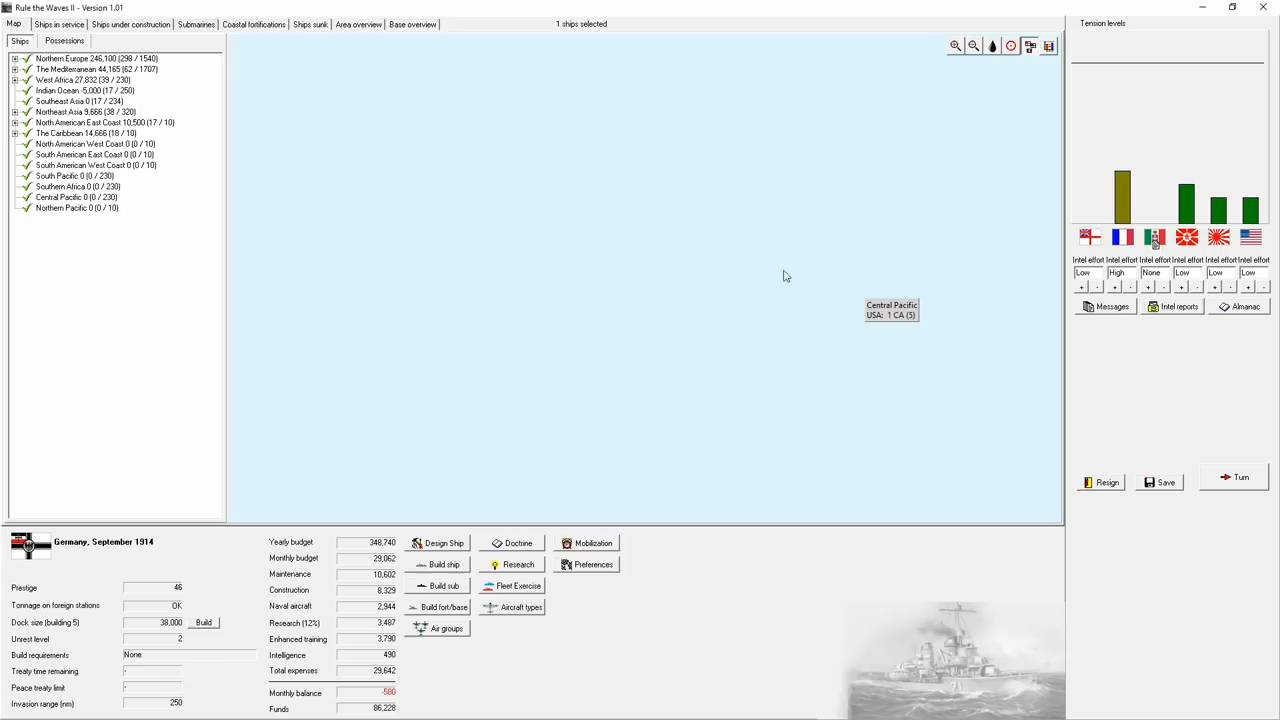 Rule the Waves II - Version 1.01
Map Ships in service Ships under construction Submarines Coastal fortifications Ships sunk Area overview Base overview 1 ships selected Tension levels
Ships Possessions
Northern Europe 246,100 (298 / 1540)
The Mediterranean 44,165 (62 / 1707)
West Africa 27,832 (39 / 230)
Indian Ocean -5,000 (17 / 250)
Southeast Asia 0 (17 / 234)
Northeast Asia 9,666 (38 / 320)
North American East Coast 10,500 (17 / 10)
The Caribbean 14,666 (18 / 10)
North American West Coast 0 (0 / 10)
South American East Coast 0 (0 / 10)
South American West Coast 0 (0 / 10)
South Pacific 0 (0 / 230)
Southern Africa 0 (0 / 230)
Central Pacific 0 (0 / 230)
Northern Pacific 0 (0 / 10)
Central Pacific
USA: 1 CA (5)
Intel effort Intel effort Intel effort Intel effort Intel effort Intel effort
Low High None Low Low Low
+ - + - + - + - + - + -
Messages Intel reports Almanac
Resign Save Turn
Germany, September 1914
Prestige 46
Tonnage on foreign stations OK
Dock size (building 5) 38,000 Build
Unrest level 2
Build requirements None
Treaty time remaining -
Peace treaty limit -
Invasion range (nm) 250
Yearly budget 348,740
Monthly budget 29,062
Maintenance 10,602
Construction 8,329
Naval aircraft 2,944
Research (12%) 3,487
Enhanced training 3,790
Intelligence 490
Total expenses 29,642
Monthly balance -580
Funds 86,228
Design Ship Doctrine Mobilization
Build ship Research Preferences
Build sub Fleet Exercise
Build fort/base Aircraft types
Air groups